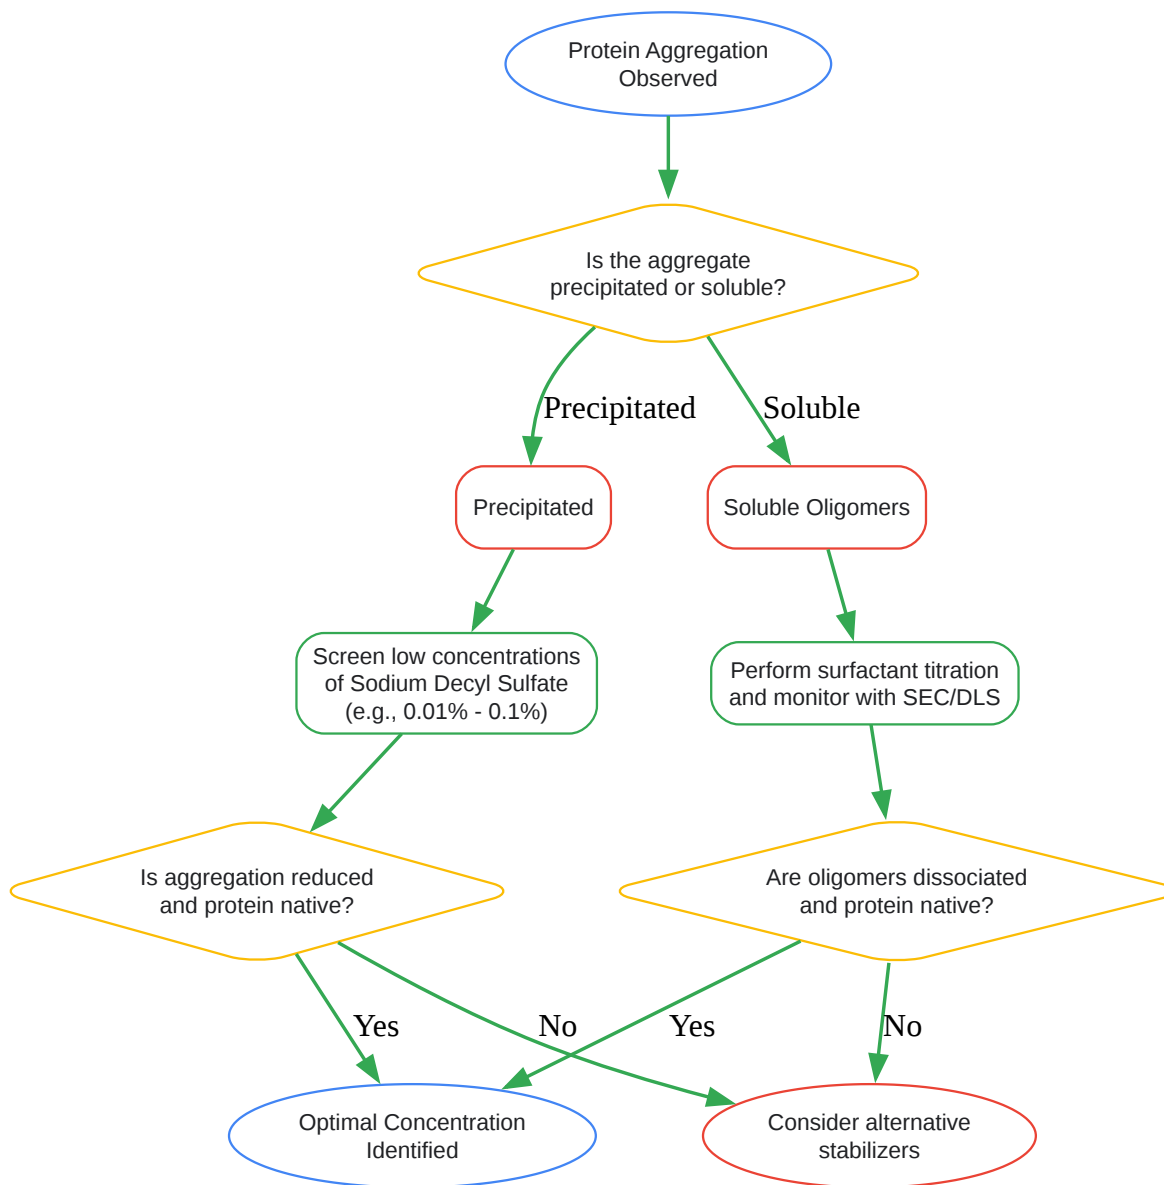 Protein Aggregation
Observed
Is the aggregate
precipitated or soluble?
Precipitated
Soluble
Precipitated
Soluble Oligomers
Screen low concentrations
of Sodium Decyl Sulfate
(e.g., 0.01% - 0.1%)
Perform surfactant titration
and monitor with SEC/DLS
Is aggregation reduced
and protein native?
Are oligomers dissociated
and protein native?
Yes
No
Yes
No
Optimal Concentration
Identified
Consider alternative
stabilizers